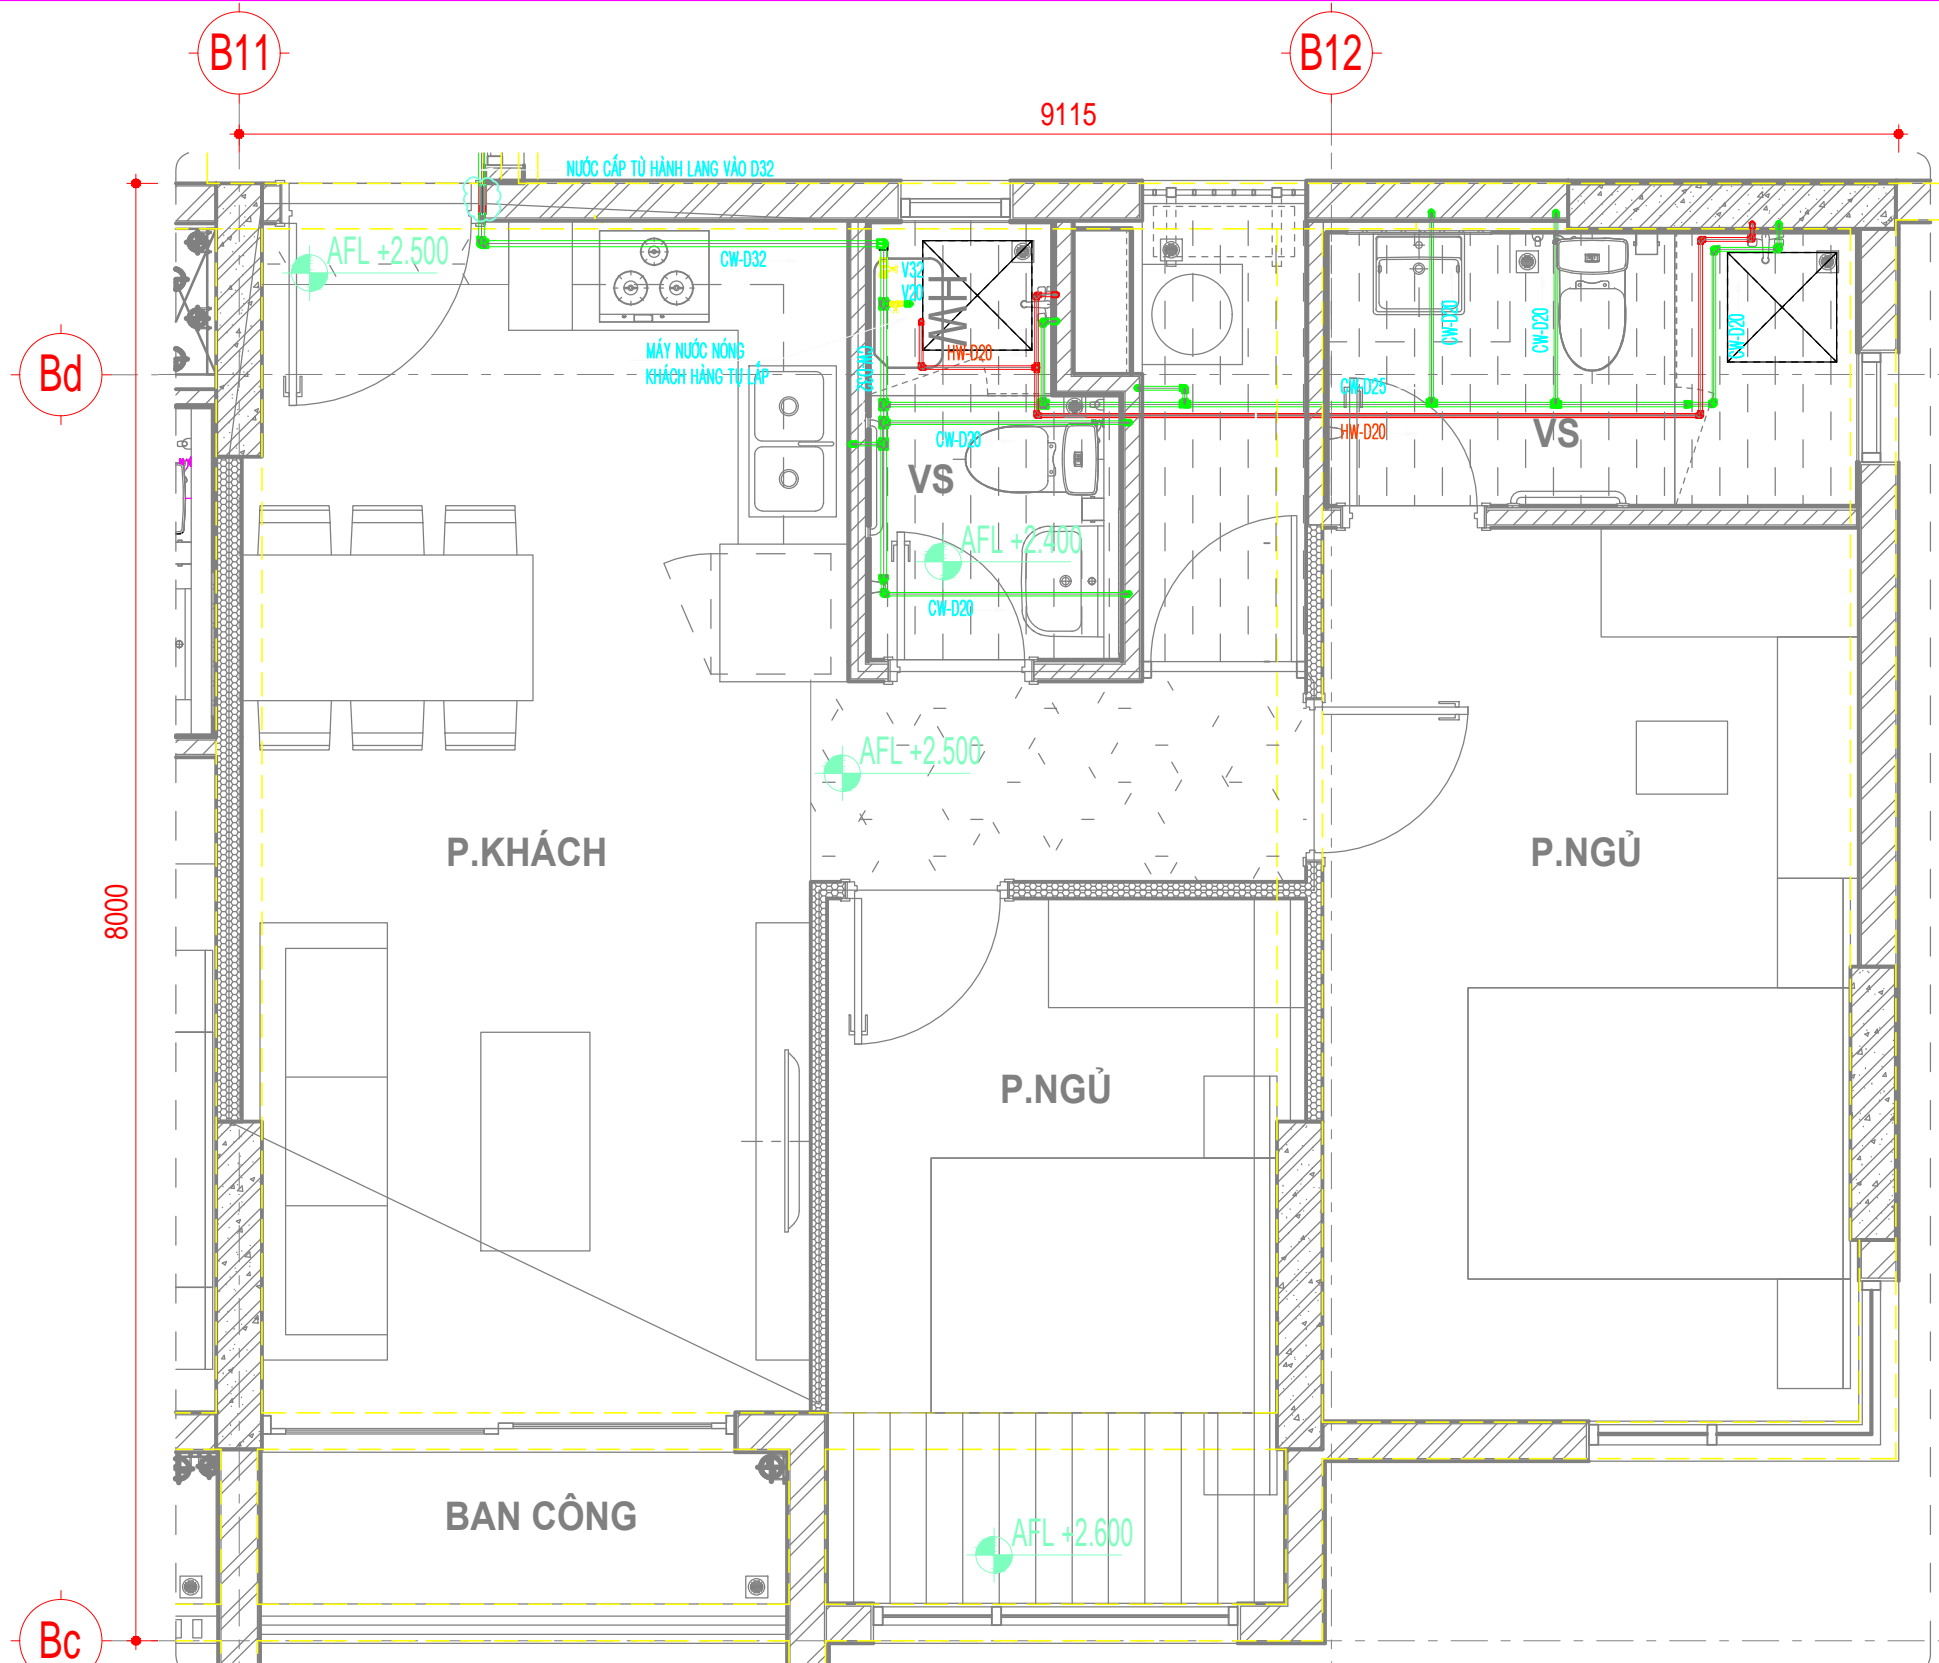 B11
B12
9115
NƯỚC CẤP TỪ HÀNH LANG VÀO D32
AFL +2.500
CW-D32
V32
V20
HW
MÁY NƯỚC NÓNG
KHÁCH HÀNG TỰ LẮP
HW-D20
CW-D20
CW-D20
CW-D20
Bd
CW-D25
HW-D20
VS
CW-D20
VS
AFL +2.400
CW-D20
AFL +2.500
P.KHÁCH
P.NGỦ
8000
P.NGỦ
BAN CÔNG
AFL +2.600
Bc